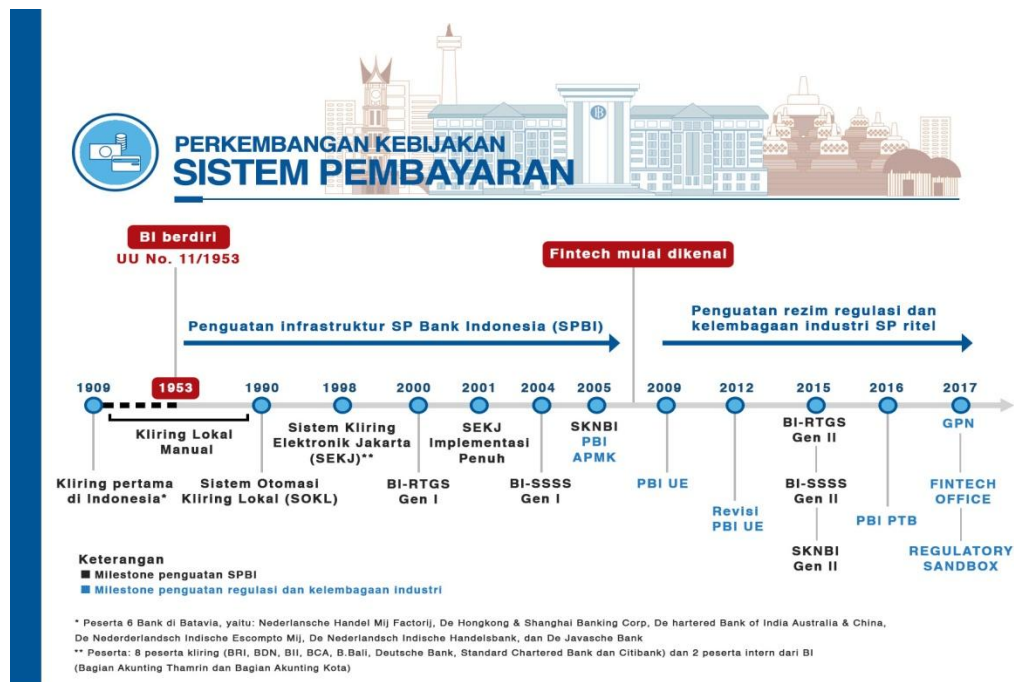 PERKEMBANGAN KEBIJAKAN
SISTEM PEMBAYARAN
BI berdiri
UU No. 11/1953
Fintech mulai dikenal
Penguatan infrastruktur SP Bank Indonesia (SPBI)
Penguatan rezim regulasi dan
kelembagaan industri SP ritel
1909
1953
1990
1998
2000
2001
2004
2005
2009
2012
2015
2016
2017
Kliring Lokal
Manual
Kliring pertama
di Indonesia*
Sistem Otomasi
Kliring Lokal (SOKL)
Sistem Kliring
Elektronik Jakarta
(SEKJ)**
BI-RTGS
Gen I
SEKJ
Implementasi
Penuh
BI-SSSS
Gen I
SKNBI
PBI
APMK
PBI UE
Revisi
PBI UE
BI-RTGS
Gen II
BI-SSSS
Gen II
SKNBI
Gen II
PBI PTB
GPN
FINTECH
OFFICE
REGULATORY
SANDBOX
Keterangan
Milestone penguatan SPBI
Milestone penguatan regulasi dan kelembagaan industri
* Peserta 6 Bank di Batavia, yaitu: Nederlansche Handel Mij Factorij, De Hongkong & Shanghai Banking Corp, De hartered Bank of India Australia & China,
De Nederderlandsch Indische Escompto Mij, De Nederlandsch Indische Handelsbank, dan De Javasche Bank
** Peserta: 8 peserta kliring (BRI, BDN, BII, BCA, B.Bali, Deutsche Bank, Standard Chartered Bank dan Citibank) dan 2 peserta intern dari BI
(Bagian Akunting Thamrin dan Bagian Akunting Kota)